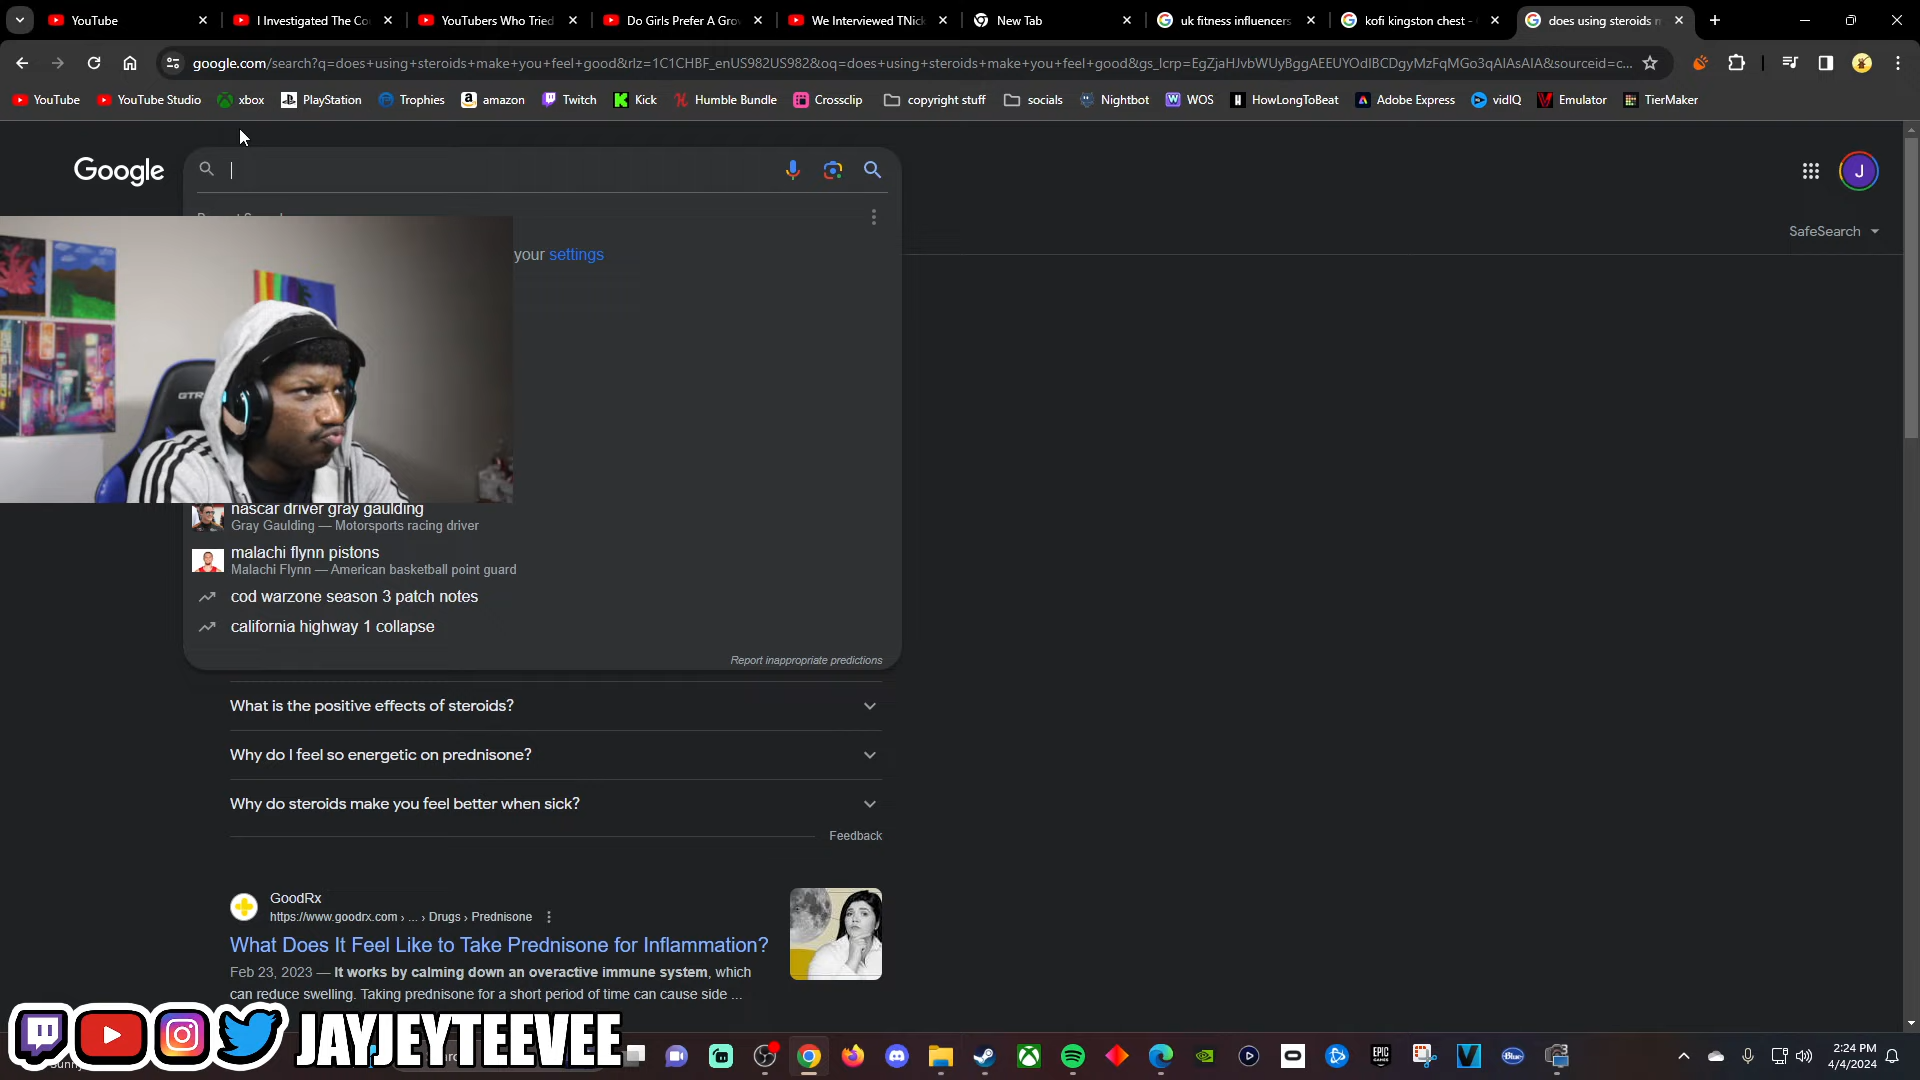 YouTube
I Investigated The Co
YouTubers Who Tried
Do Girls Prefer A Gro
We Interviewed TNick
New Tab
uk fitness influencers
kofi kingston chest -
does using steroids m
google.com/search?q=does+using+steroids+make+you+feel+good&rlz=1C1CHBF_enUS982US982&oq=does+using+steroids+make+you+feel+good&gs_lcrp=EgZjaHJvbWUyBggAEEUYOdIBCDgyMzFqMGo3qAIAsAIA&sourceid=c...
YouTube
YouTube Studio
xbox
PlayStation
Trophies
amazon
Twitch
Kick
Humble Bundle
Crossclip
copyright stuff
socials
Nightbot
WOS
HowLongToBeat
Adobe Express
vidIQ
Emulator
TierMaker
Google
J
SafeSearch
your settings
GTR
nascar driver gray gaulding
Gray Gaulding — Motorsports racing driver
malachi flynn pistons
Malachi Flynn — American basketball point guard
cod warzone season 3 patch notes
california highway 1 collapse
Report inappropriate predictions
What is the positive effects of steroids?
Why do I feel so energetic on prednisone?
Why do steroids make you feel better when sick?
Feedback
GoodRx
https://www.goodrx.com › ... › Drugs › Prednisone
What Does It Feel Like to Take Prednisone for Inflammation?
Feb 23, 2023 — It works by calming down an overactive immune system, which
can reduce swelling. Taking prednisone for a short period of time can cause side ...
JAYJEYTEEVEE
EPIC GAMES
2:24 PM
4/4/2024